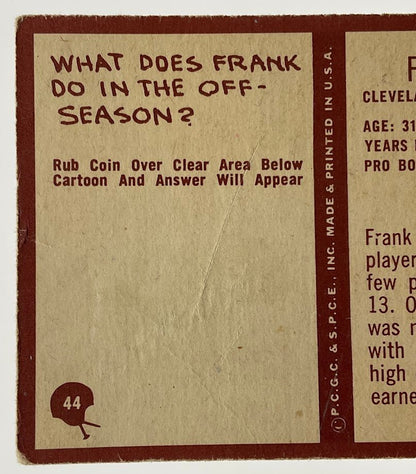 WHAT DOES FRANK
DO IN THE OFF-
SEASON?
Rub Coin Over Clear Area Below
Cartoon And Answer Will Appear
44
© P.C.G.C. & S.P.C.E., INC. MADE & PRINTED IN U.S.A.
CLEVELA
AGE: 31
YEARS
PRO BO
Frank
player
few p
13. O
was n
with
high
earne